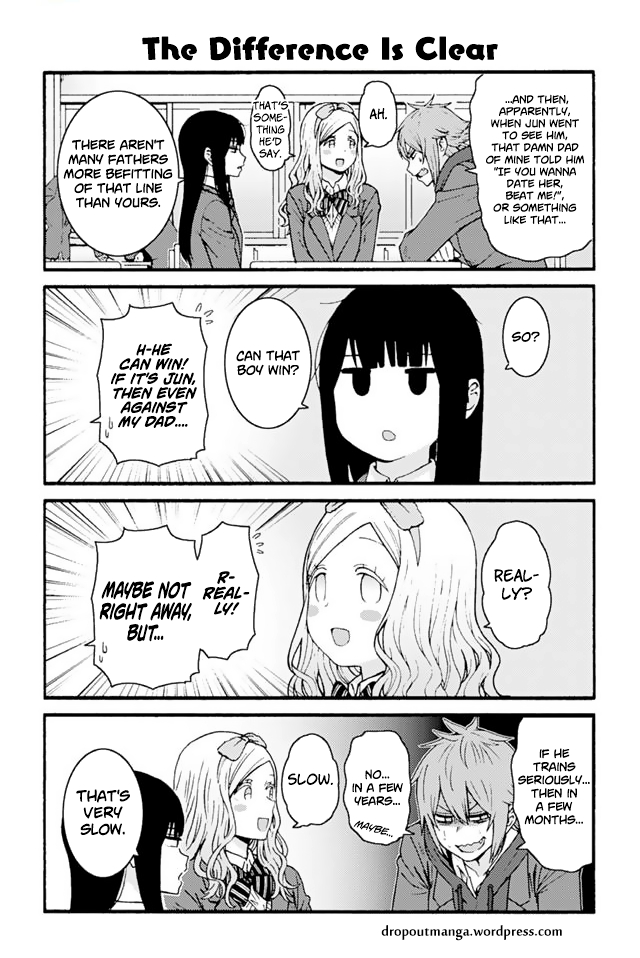 The Difference Is Clear
...AND THEN,
APPARENTLY,
WHEN JUN WENT
TO SEE HIM,
THAT DAMN DAD
OF MINE TOLD HIM
"IF YOU WANNA
DATE HER,
BEAT ME!",
OR SOMETHING
LIKE THAT...
AH.
THAT'S
SOME-
THING
HE'D
SAY.
THERE AREN'T
MANY FATHERS
MORE BEFITTING
OF THAT LINE
THAN YOURS.
SO?
CAN THAT
BOY WIN?
H-HE
CAN WIN!
IF IT'S JUN,
THEN EVEN
AGAINST
MY DAD....
REAL-
LY?
R-
REAL-
LY!
MAYBE NOT
RIGHT AWAY,
BUT...
IF HE
TRAINS
SERIOUSLY...
THEN IN
A FEW
MONTHS...
NO...
IN A FEW
YEARS...
MAYBE...
SLOW.
THAT'S
VERY
SLOW.
dropoutmanga.wordpress.com